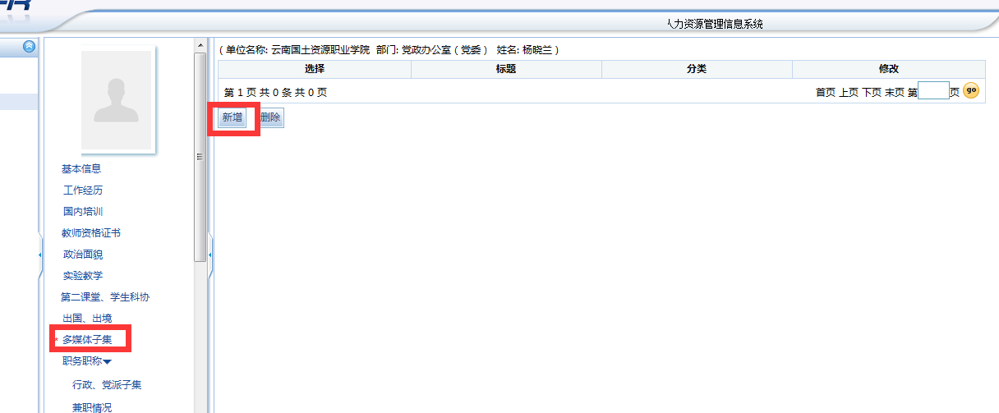 人力资源管理信息系统
( 单位名称: 云南国土资源职业学院 部门: 党政办公室（党委） 姓名: 杨晓兰 )
选择 标题 分类 修改
第 1 页 共 0 条 共 0 页 首页 上页 下页 末页 第 页 go
新增 删除
基本信息
工作经历
国内培训
教师资格证书
政治面貌
实验教学
第二课堂、学生科协
出国、出境
* 多媒体子集
职务职称
行政、党派子集
兼职情况